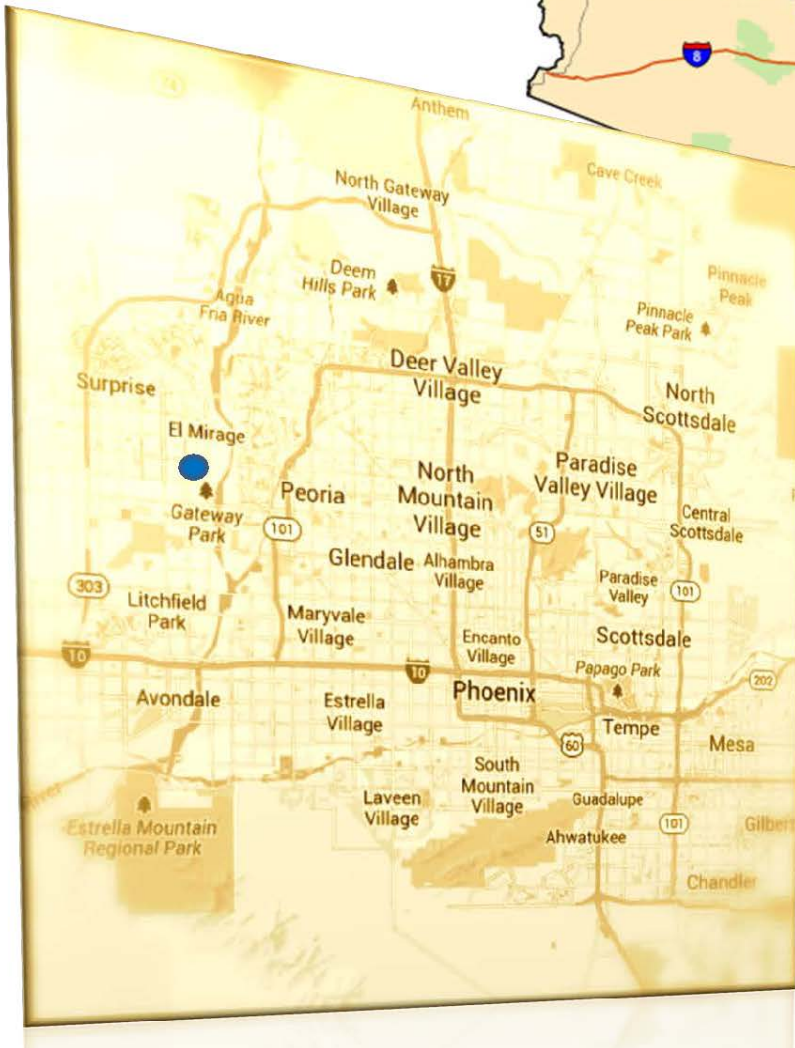 8
74
Anthem
Cave Creek
North Gateway
Village
Deem
Hills Park
17
Pinnacle
Peak
Agua
Fria River
Pinnacle
Peak Park
Surprise
Deer Valley
Village
North
Scottsdale
El Mirage
Peoria
North
Mountain
Village
Paradise
Valley Village
Gateway
Park
101
51
Central
Scottsdale
Glendale
Alhambra
Village
303
Paradise
Valley
101
Litchfield
Park
Maryvale
Village
Encanto
Village
Scottsdale
10
10
Papago Park
202
Avondale
Estrella
Village
Phoenix
Tempe
60
Mesa
River
South
Mountain
Village
Laveen
Village
Guadalupe
Estrella Mountain
Regional Park
Ahwatukee
101
Gilbert
Chandler